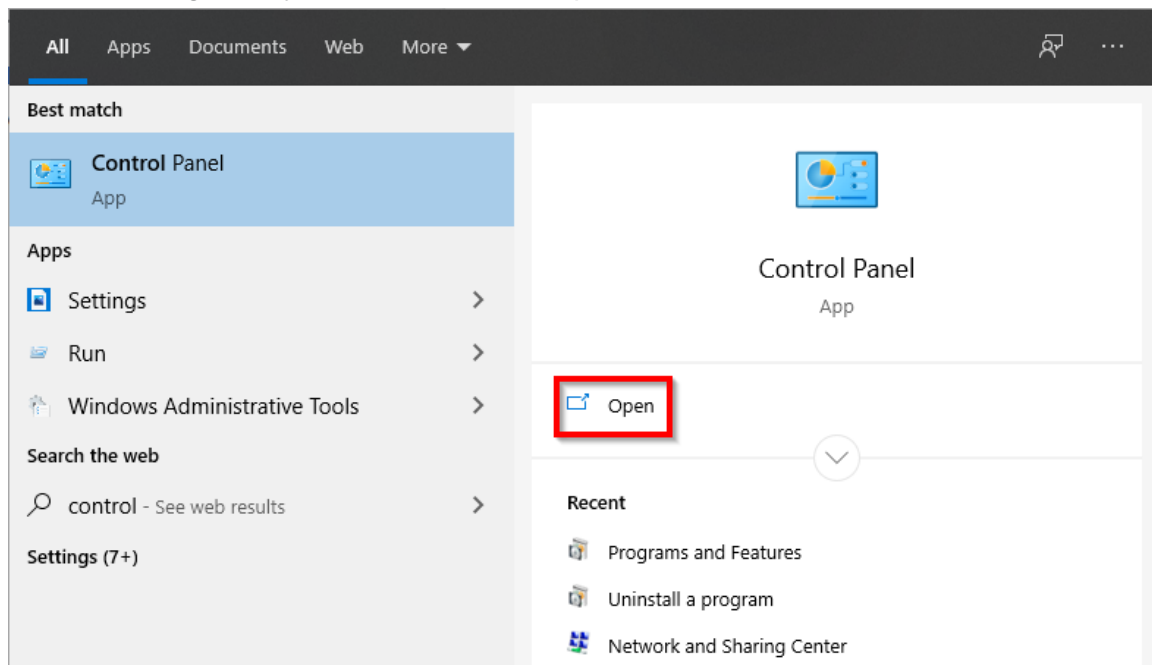 All Apps Documents Web More
Best match
Control Panel
App
Apps
Settings
Run
Windows Administrative Tools
Search the web
control - See web results
Settings (7+)
Control Panel
App
Open
Recent
Programs and Features
Uninstall a program
Network and Sharing Center